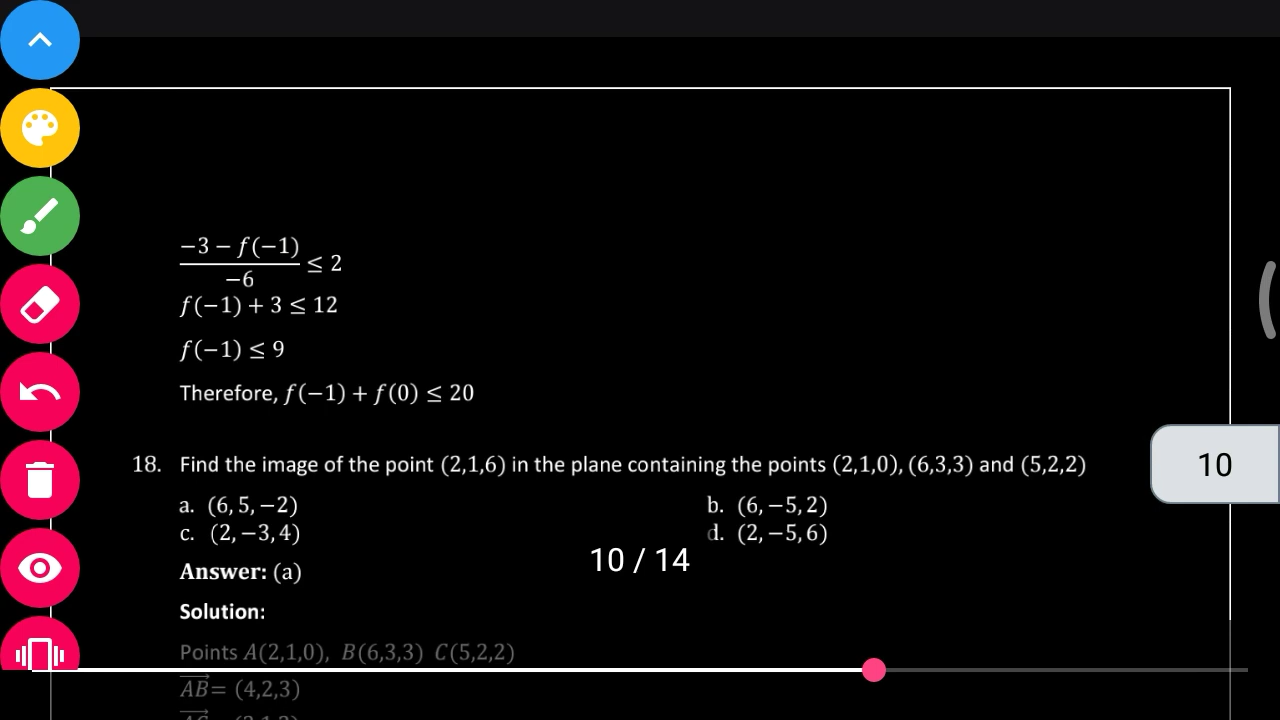 −3 − f(−1)
−6
≤ 2
f(−1) + 3 ≤ 12
f(−1) ≤ 9
Therefore, f(−1) + f(0) ≤ 20
18. Find the image of the point (2,1,6) in the plane containing the points (2,1,0), (6,3,3) and (5,2,2)
10
a. (6, 5, −2) b. (6, −5, 2)
c. (2, −3, 4) d. (2, −5, 6)
10 / 14
Answer: (a)
Solution:
Points A(2,1,0), B(6,3,3) C(5,2,2)
AB= (4,2,3)